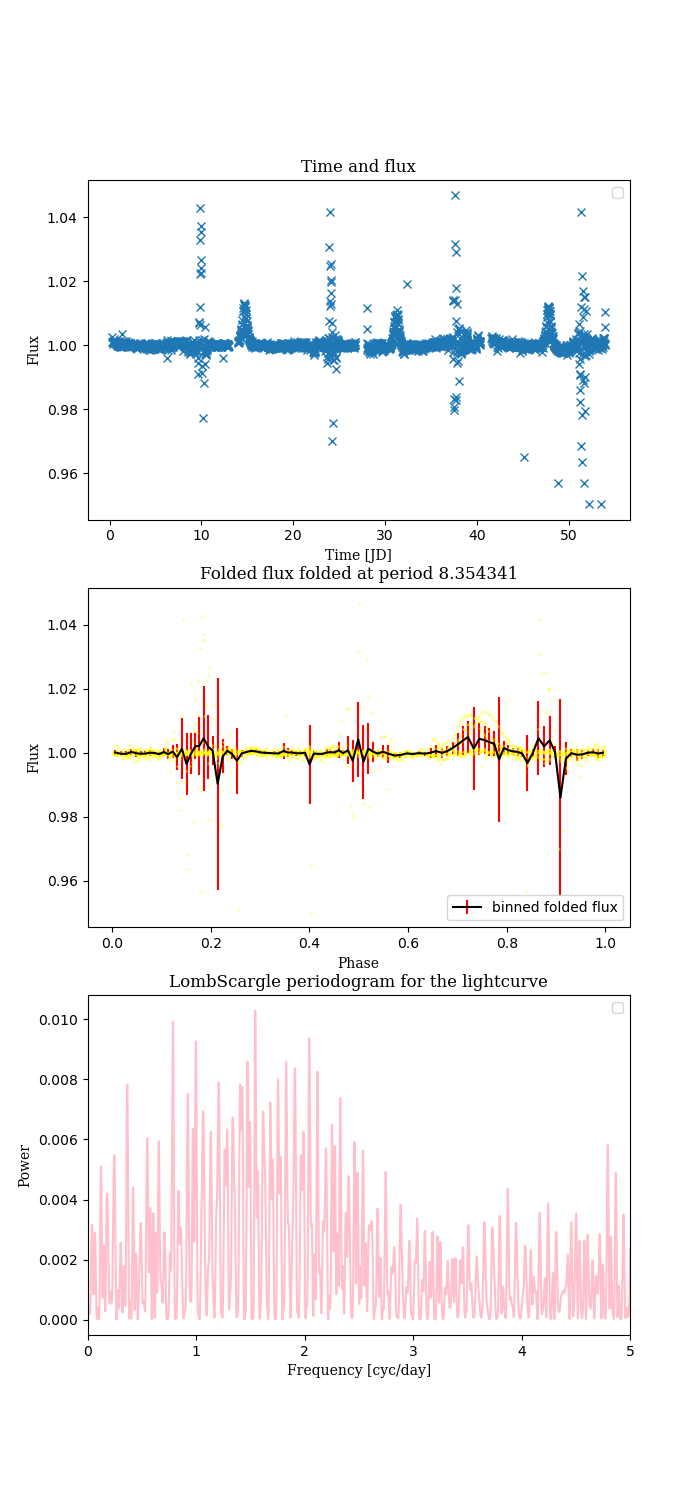 Time and flux
1.04
1.02
1.00
0.98
0.96
Flux
0 10 20 30 40 50
Time [JD]
Folded flux folded at period 8.354341
1.04
1.02
1.00
0.98
0.96
Flux
binned folded flux
0.0 0.2 0.4 0.6 0.8 1.0
Phase
LombScargle periodogram for the lightcurve
0.010
0.008
0.006
0.004
0.002
0.000
Power
0 1 2 3 4 5
Frequency [cyc/day]